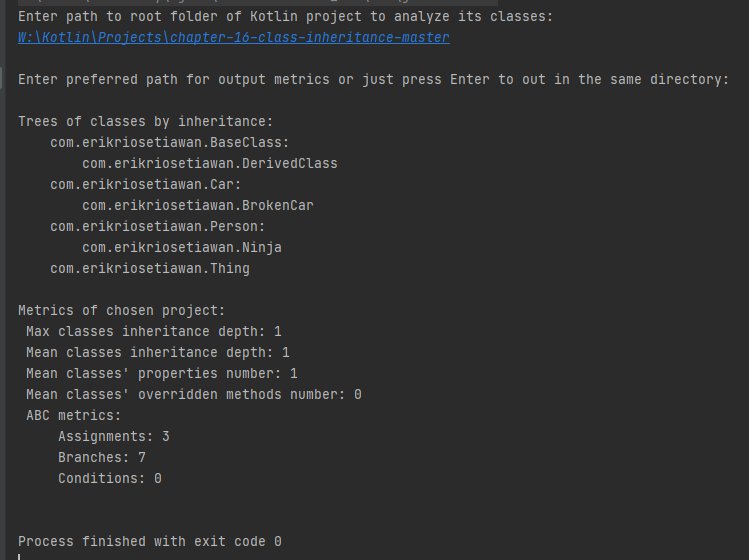 Enter path to root folder of Kotlin project to analyze its classes:
W:\Kotlin\Projects\chapter-16-class-inheritance-master
Enter preferred path for output metrics or just press Enter to out in the same directory:
Trees of classes by inheritance:
com.erikriosetiawan.BaseClass:
com.erikriosetiawan.DerivedClass
com.erikriosetiawan.Car:
com.erikriosetiawan.BrokenCar
com.erikriosetiawan.Person:
com.erikriosetiawan.Ninja
com.erikriosetiawan.Thing
Metrics of chosen project:
Max classes inheritance depth: 1
Mean classes inheritance depth: 1
Mean classes' properties number: 1
Mean classes' overridden methods number: 0
ABC metrics:
Assignments: 3
Branches: 7
Conditions: 0
Process finished with exit code 0